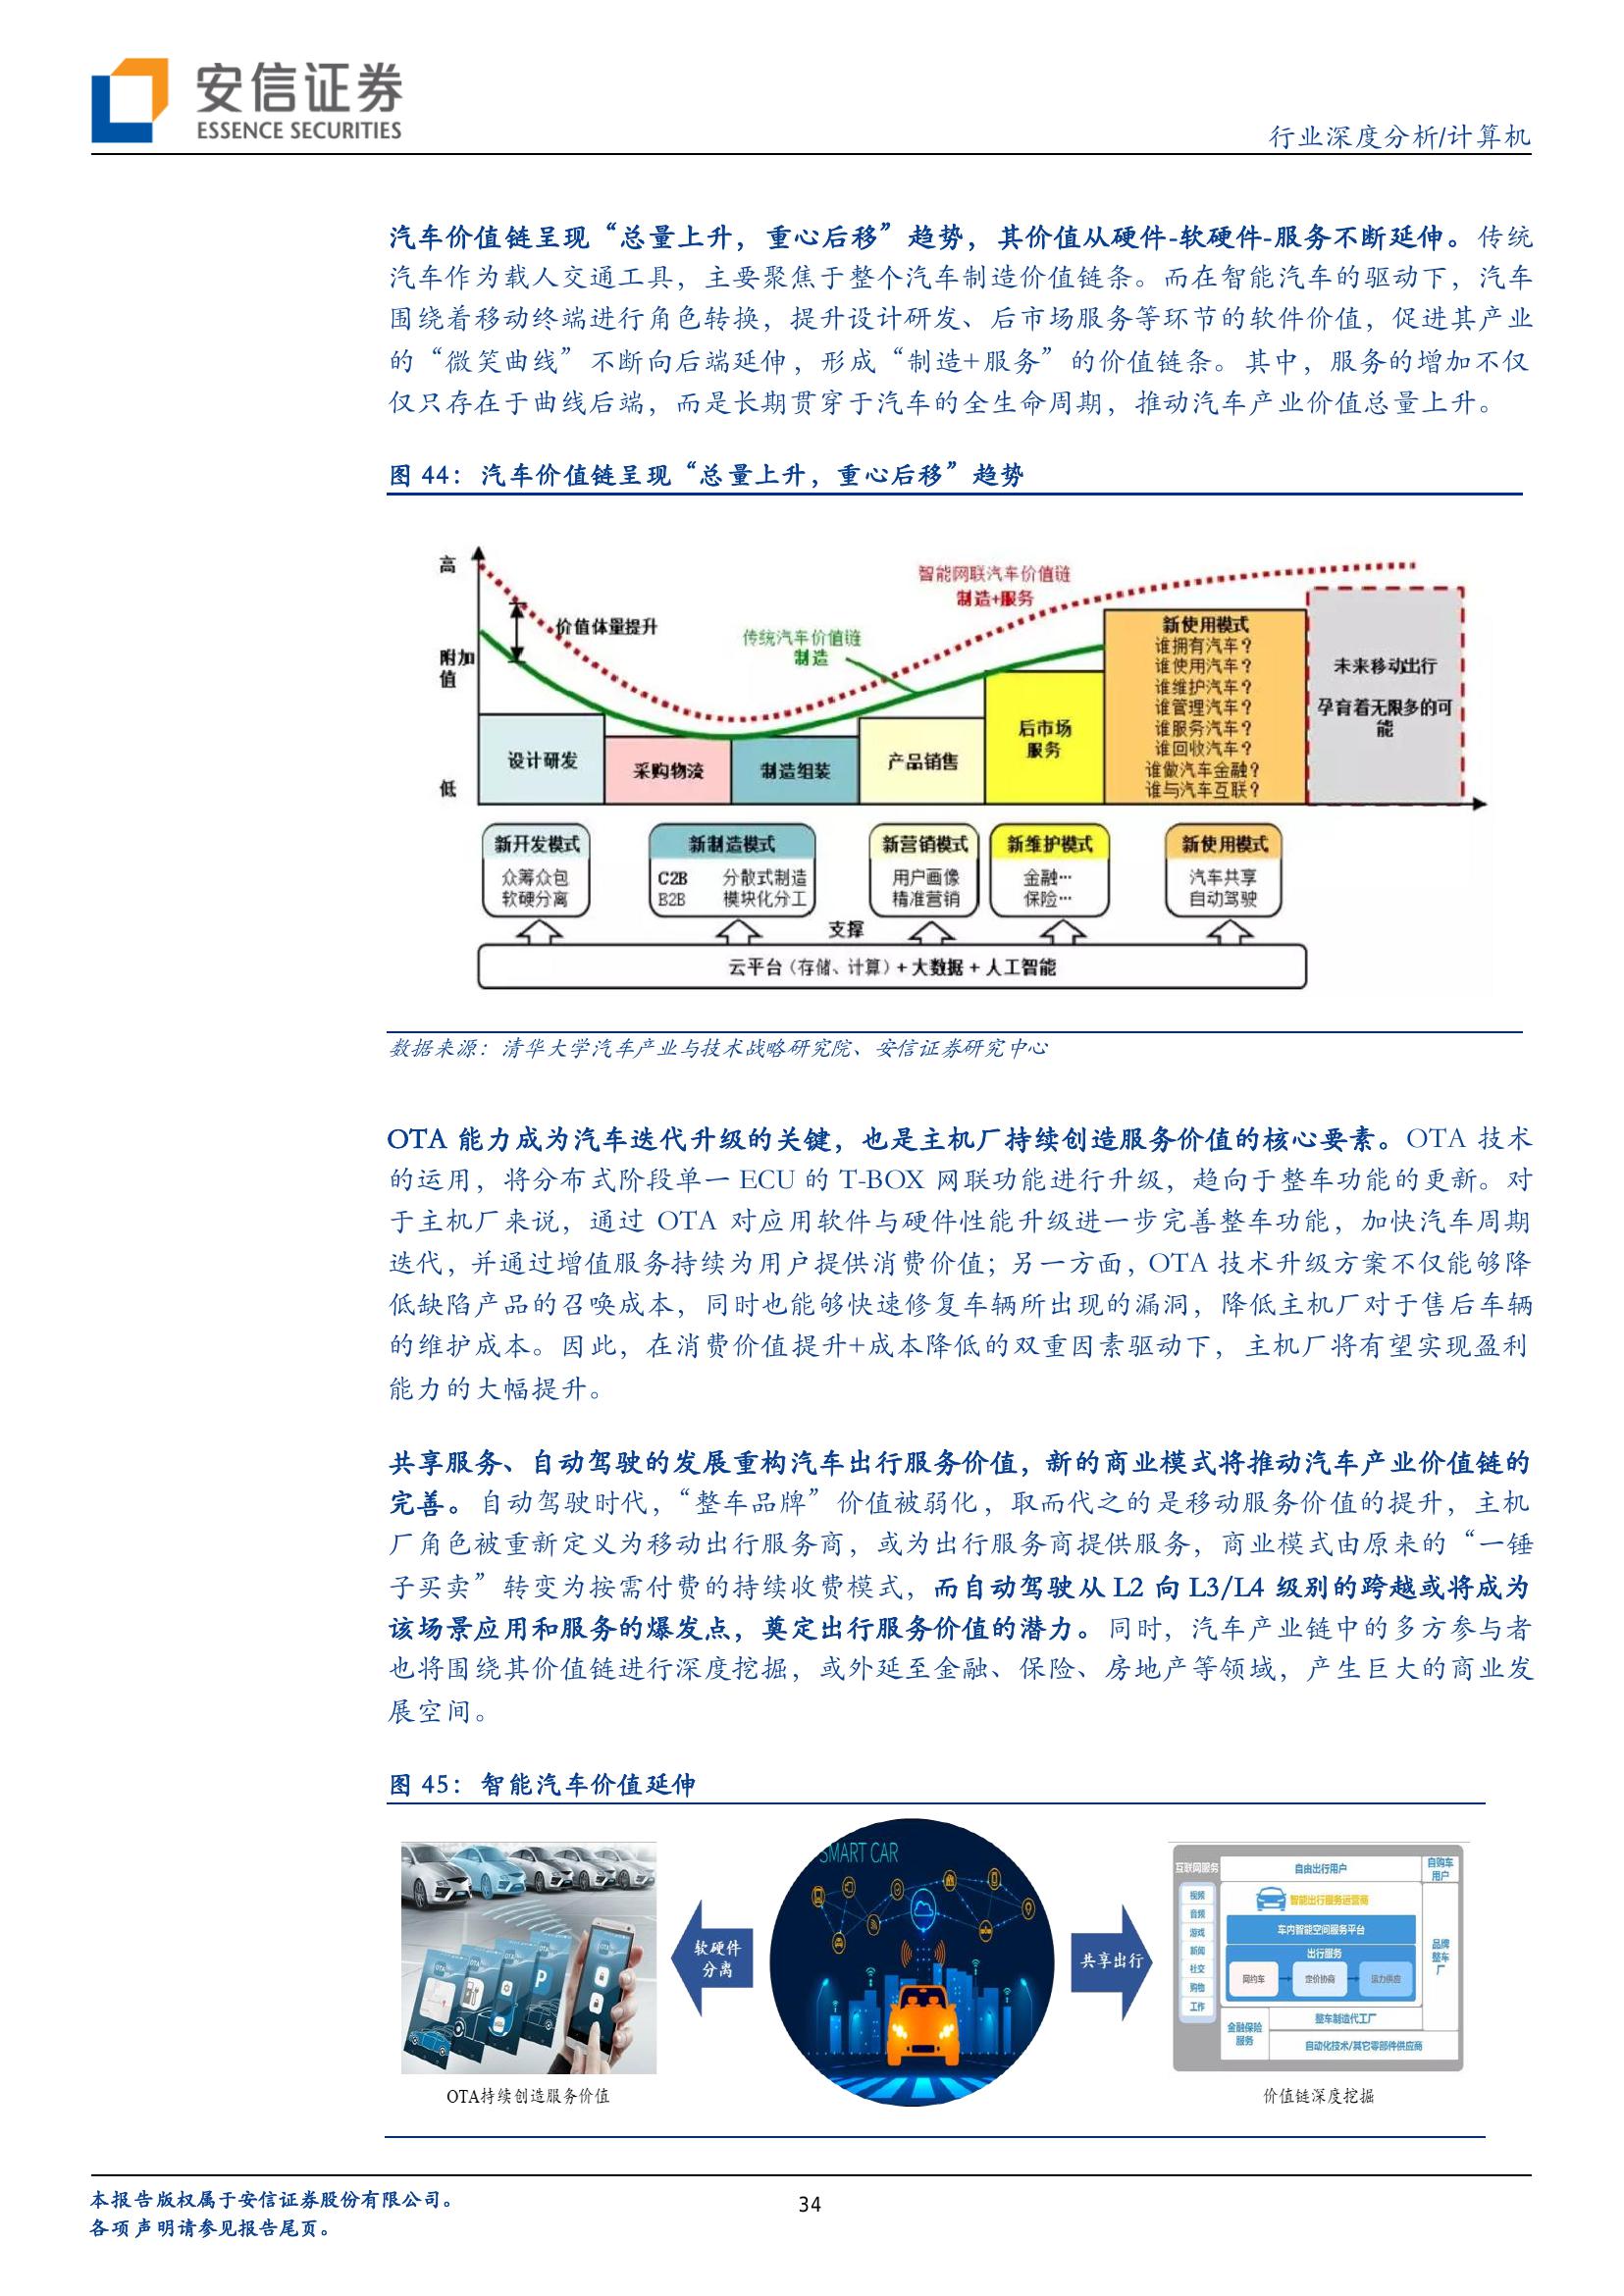 安信证券
ESSENCE SECURITIES
行业深度分析/计算机
汽车价值链呈现“总量上升，重心后移”趋势，其价值从硬件-软硬件-服务不断延伸。传统
汽车作为载人交通工具，主要聚焦于整个汽车制造价值链条。而在智能汽车的驱动下，汽车
围绕着移动终端进行角色转换，提升设计研发、后市场服务等环节的软件价值，促进其产业
的“微笑曲线”不断向后端延伸，形成“制造+服务”的价值链条。其中，服务的增加不仅
仅只存在于曲线后端，而是长期贯穿于汽车的全生命周期，推动汽车产业价值总量上升。
图 44：汽车价值链呈现“总量上升，重心后移”趋势
高
附加
值
低
价值体量提升
传统汽车价值链
制造
智能网联汽车价值链
制造+服务
设计研发
采购物流
制造组装
产品销售
后市场
服务
新使用模式
谁拥有汽车？
谁使用汽车？
谁维护汽车？
谁管理汽车？
谁服务汽车？
谁回收汽车？
谁做汽车金融？
谁与汽车互联？
未来移动出行
孕育着无限多的可
能
新开发模式
众筹众包
软硬分离
新制造模式
C2B 分散式制造
B2B 模块化分工
新营销模式
用户画像
精准营销
新维护模式
金融…
保险…
新使用模式
汽车共享
自动驾驶
支撑
云平台（存储、计算）+ 大数据 + 人工智能
数据来源：清华大学汽车产业与技术战略研究院、安信证券研究中心
OTA 能力成为汽车迭代升级的关键，也是主机厂持续创造服务价值的核心要素。OTA 技术
的运用，将分布式阶段单一 ECU 的 T-BOX 网联功能进行升级，趋向于整车功能的更新。对
于主机厂来说，通过 OTA 对应用软件与硬件性能升级进一步完善整车功能，加快汽车周期
迭代，并通过增值服务持续为用户提供消费价值；另一方面，OTA 技术升级方案不仅能够降
低缺陷产品的召唤成本，同时也能够快速修复车辆所出现的漏洞，降低主机厂对于售后车辆
的维护成本。因此，在消费价值提升+成本降低的双重因素驱动下，主机厂将有望实现盈利
能力的大幅提升。
共享服务、自动驾驶的发展重构汽车出行服务价值，新的商业模式将推动汽车产业价值链的
完善。自动驾驶时代，“整车品牌”价值被弱化，取而代之的是移动服务价值的提升，主机
厂角色被重新定义为移动出行服务商，或为出行服务商提供服务，商业模式由原来的“一锤
子买卖”转变为按需付费的持续收费模式，而自动驾驶从 L2 向 L3/L4 级别的跨越或将成为
该场景应用和服务的爆发点，奠定出行服务价值的潜力。同时，汽车产业链中的多方参与者
也将围绕其价值链进行深度挖掘，或外延至金融、保险、房地产等领域，产生巨大的商业发
展空间。
图 45：智能汽车价值延伸
OTA持续创造服务价值
软硬件
分离
SMART CAR
共享出行
互联网服务
视频
音频
游戏
新闻
社交
购物
工作
自由出行用户
自购车
用户
智能出行服务运营商
车内智能空间服务平台
出行服务
网约车
定价协商
运力供应
品牌
整车
厂
金融保险
服务
整车制造代工厂
自动化技术/其它零部件供应商
价值链深度挖掘
本报告版权属于安信证券股份有限公司。
各项声明请参见报告尾页。
34